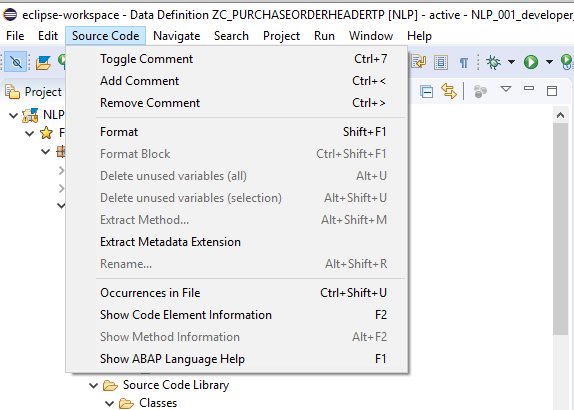 eclipse-workspace - Data Definition ZC_PURCHASEORDERHEADERTP [NLP] - active - NLP_001_developer_
File Edit Source Code Navigate Search Project Run Window Help
Toggle Comment Ctrl+7
Add Comment Ctrl+<
Remove Comment Ctrl+>
Project
NLP
Format Shift+F1
F
Format Block Ctrl+Shift+F1
Delete unused variables (all) Alt+U
Delete unused variables (selection) Alt+Shift+U
Extract Method... Alt+Shift+M
Extract Metadata Extension
Rename... Alt+Shift+R
Occurrences in File Ctrl+Shift+U
Show Code Element Information F2
Show Method Information Alt+F2
Show ABAP Language Help F1
Source Code Library
Classes